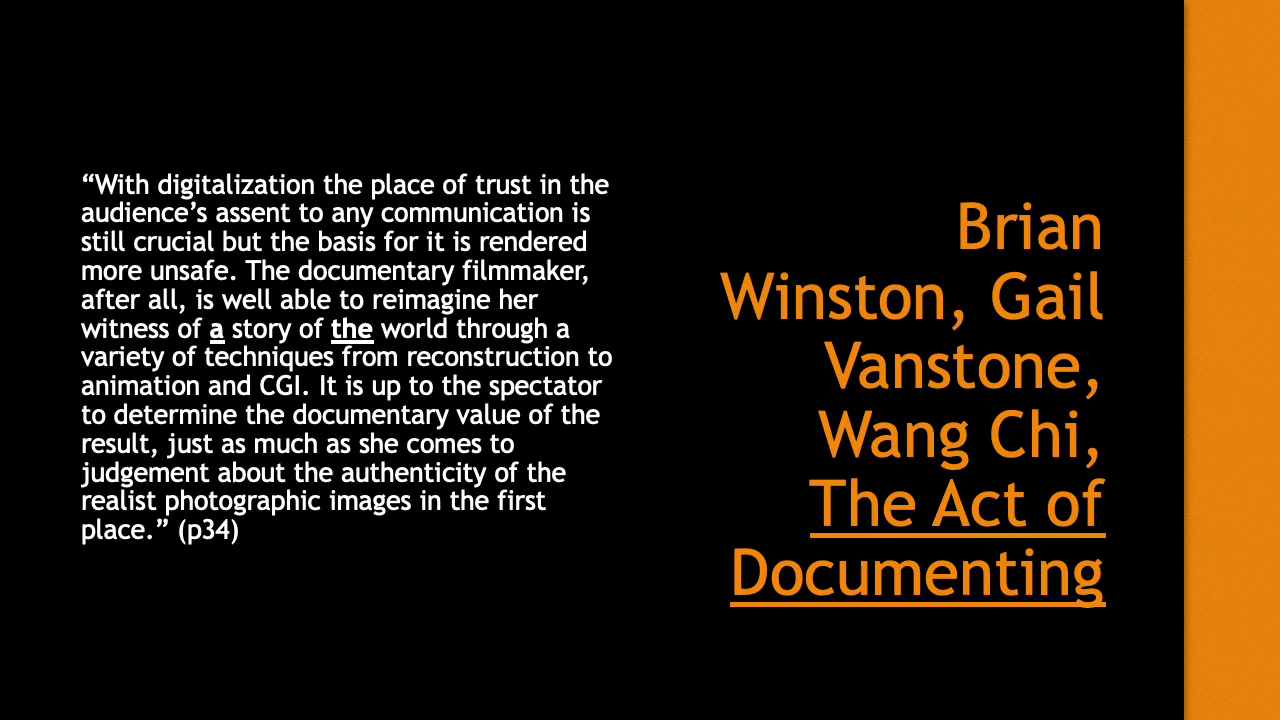 “With digitalization the place of trust in the
audience’s assent to any communication is
still crucial but the basis for it is rendered
more unsafe. The documentary filmmaker,
after all, is well able to reimagine her
witness of a story of the world through a
variety of techniques from reconstruction to
animation and CGI. It is up to the spectator
to determine the documentary value of the
result, just as much as she comes to
judgement about the authenticity of the
realist photographic images in the first
place.” (p34)
Brian
Winston, Gail
Vanstone,
Wang Chi,
The Act of
Documenting